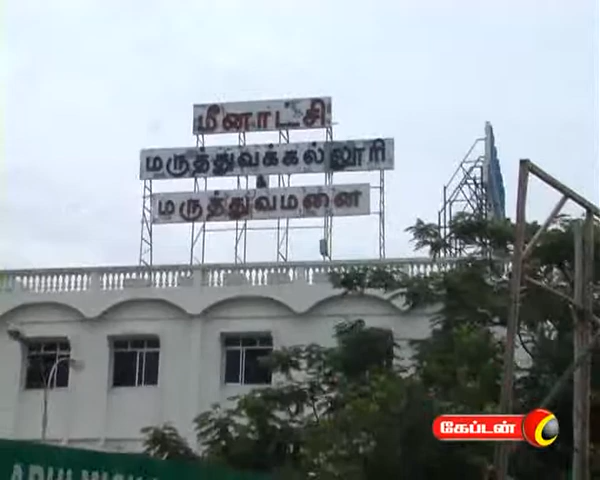 மீனாட்சி
மருத்துவக்கல்லூரி
மருத்துவமனை
கேப்டன்